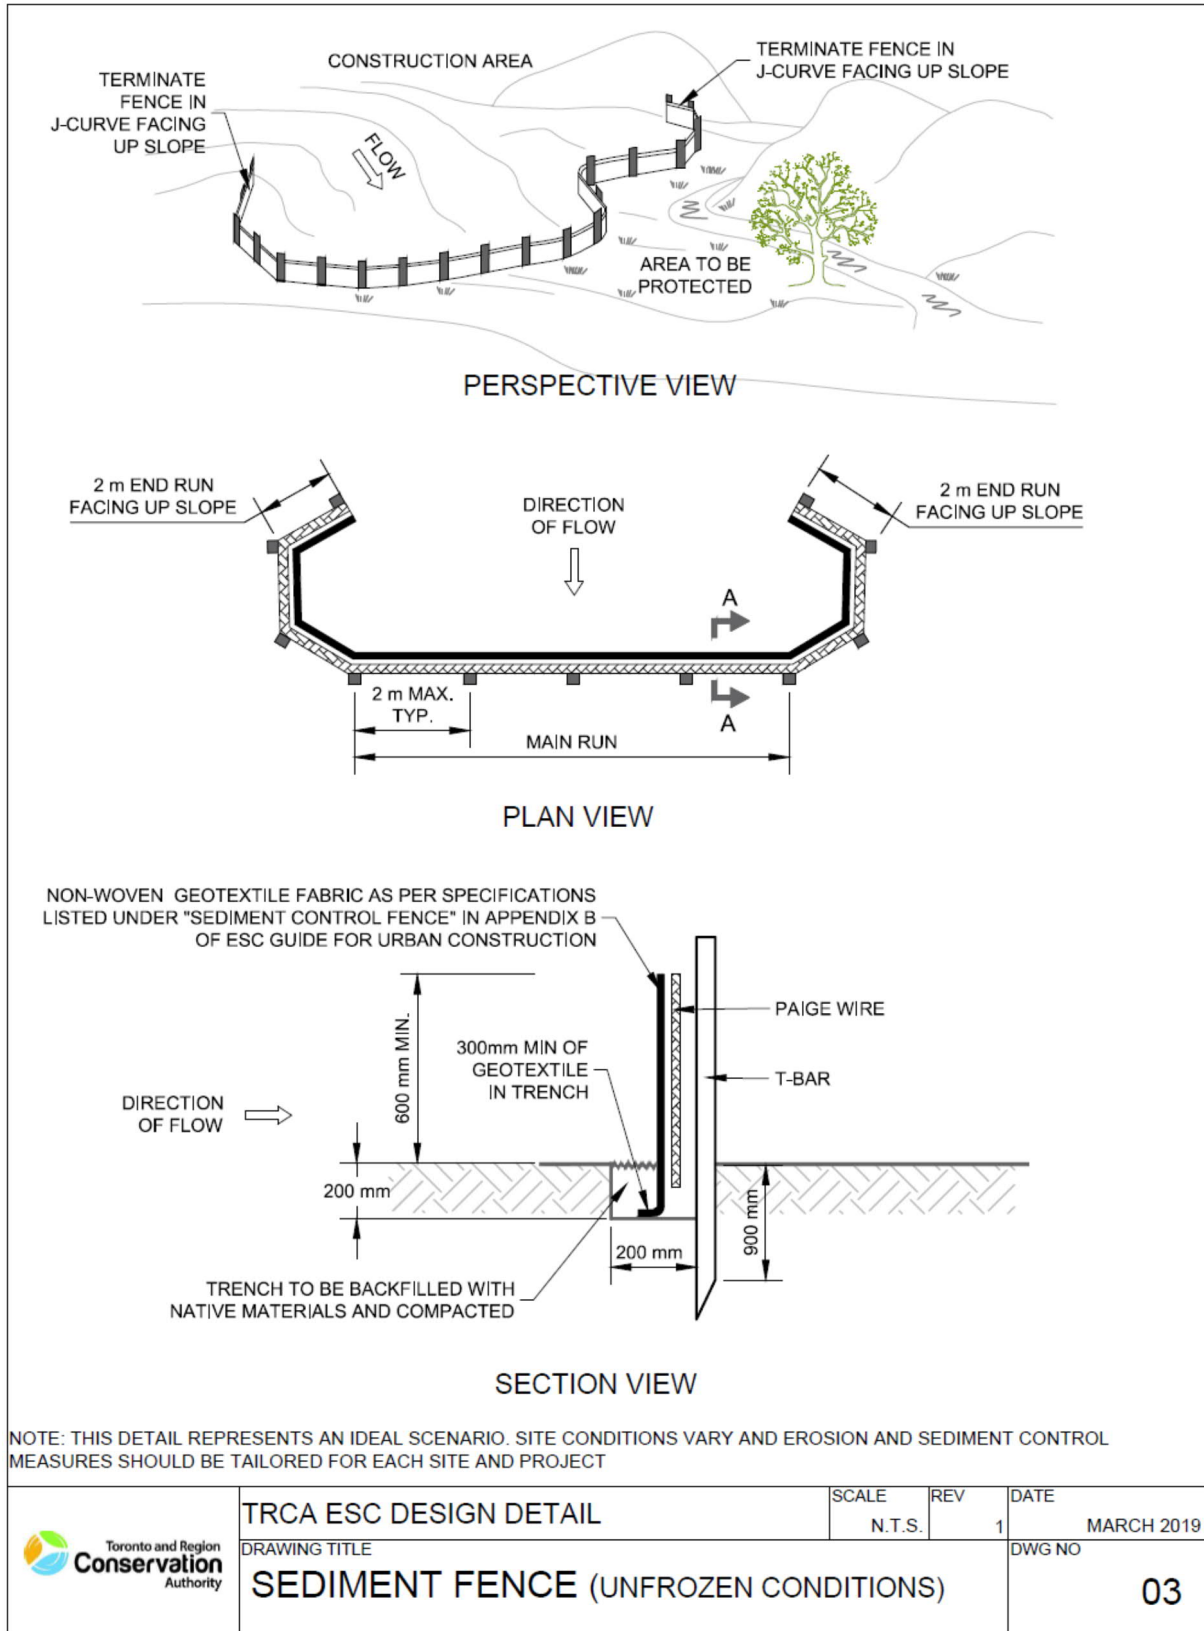 CONSTRUCTION AREA
TERMINATE FENCE IN
J-CURVE FACING UP SLOPE
TERMINATE
FENCE IN
J-CURVE FACING
UP SLOPE
FLOW
AREA TO BE
PROTECTED
PERSPECTIVE VIEW
2 m END RUN
FACING UP SLOPE
DIRECTION
OF FLOW
2 m END RUN
FACING UP SLOPE
A
A
2 m MAX.
TYP.
MAIN RUN
PLAN VIEW
NON-WOVEN GEOTEXTILE FABRIC AS PER SPECIFICATIONS
LISTED UNDER "SEDIMENT CONTROL FENCE" IN APPENDIX B
OF ESC GUIDE FOR URBAN CONSTRUCTION
600 mm MIN.
300mm MIN OF
GEOTEXTILE
IN TRENCH
PAIGE WIRE
T-BAR
DIRECTION
OF FLOW
200 mm
200 mm
900 mm
TRENCH TO BE BACKFILLED WITH
NATIVE MATERIALS AND COMPACTED
SECTION VIEW
NOTE: THIS DETAIL REPRESENTS AN IDEAL SCENARIO. SITE CONDITIONS VARY AND EROSION AND SEDIMENT CONTROL
MEASURES SHOULD BE TAILORED FOR EACH SITE AND PROJECT
Toronto and Region
Conservation
Authority
TRCA ESC DESIGN DETAIL
SCALE
N.T.S.
REV
1
DATE
MARCH 2019
DRAWING TITLE
SEDIMENT FENCE (UNFROZEN CONDITIONS)
DWG NO
03